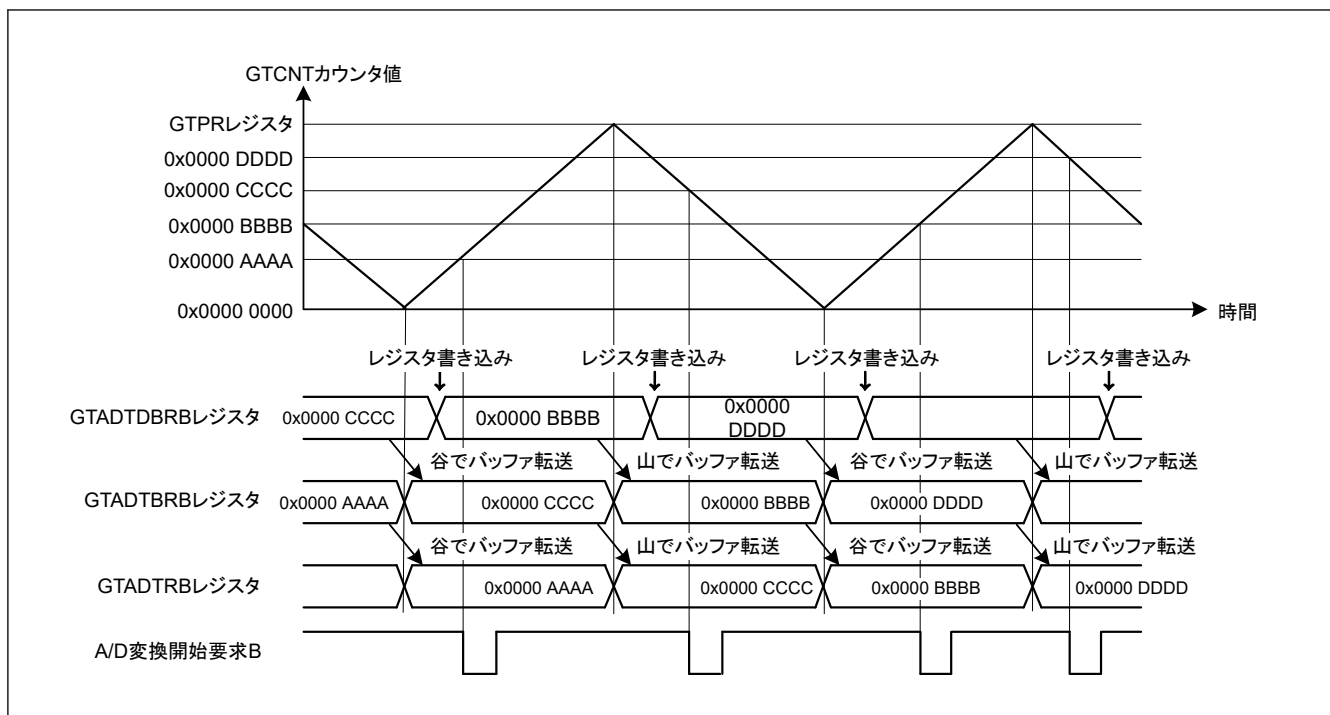 GTCNTカウンタ値
GTPRレジスタ
0x0000 DDDD
0x0000 CCCC
0x0000 BBBB
0x0000 AAAA
0x0000 0000
時間
レジスタ書き込み レジスタ書き込み レジスタ書き込み レジスタ書き込み
GTADTDBRBレジスタ 0x0000 CCCC 0x0000 BBBB 0x0000
DDDD
谷でバッファ転送 山でバッファ転送 谷でバッファ転送 山でバッファ転送
GTADTBRBレジスタ 0x0000 AAAA 0x0000 CCCC 0x0000 BBBB 0x0000 DDDD
谷でバッファ転送 山でバッファ転送 谷でバッファ転送 山でバッファ転送
GTADTRBレジスタ 0x0000 AAAA 0x0000 CCCC 0x0000 BBBB 0x0000 DDDD
A/D変換開始要求B